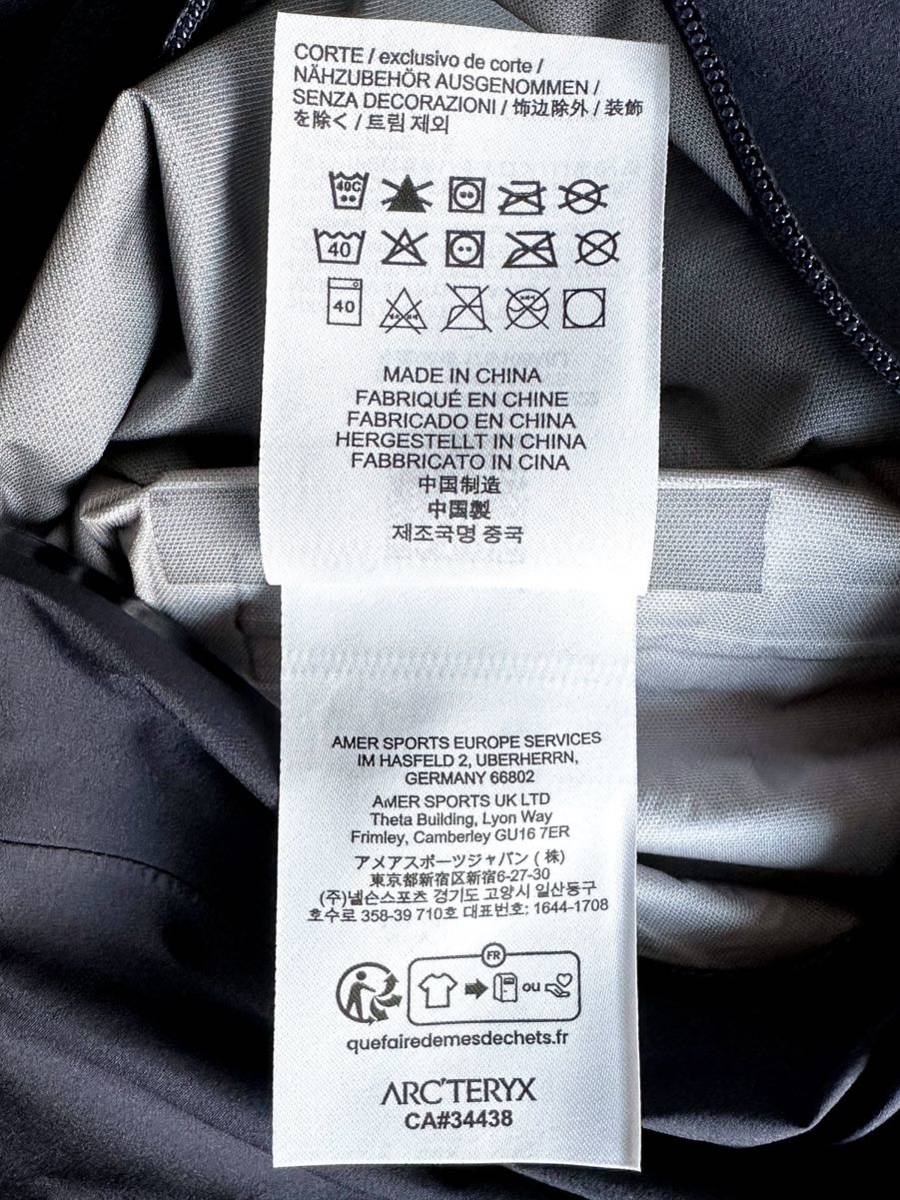 CORTE / exclusivo de corte /
NÄHZUBEHÖR AUSGENOMMEN /
SENZA DECORAZIONI / 饰边除外 / 装飾
を除く / 트림 제외
40C
40
40
MADE IN CHINA
FABRIQUÉ EN CHINE
FABRICADO EN CHINA
HERGESTELLT IN CHINA
FABBRICATO IN CINA
中国制造
中国製
제조국명 중국
AMER SPORTS EUROPE SERVICES
IM HASFELD 2, UBERHERRN,
GERMANY 66802
AMER SPORTS UK LTD
Theta Building, Lyon Way
Frimley, Camberley GU16 7ER
アメアスポーツジャパン (株)
東京都新宿区新宿6-27-30
(주)넬슨스포츠 경기도 고양시 일산동구
호수로 358-39 710호 대표번호: 1644-1708
FR
ou
quefairedemesdechets.fr
ARC'TERYX
CA#34438